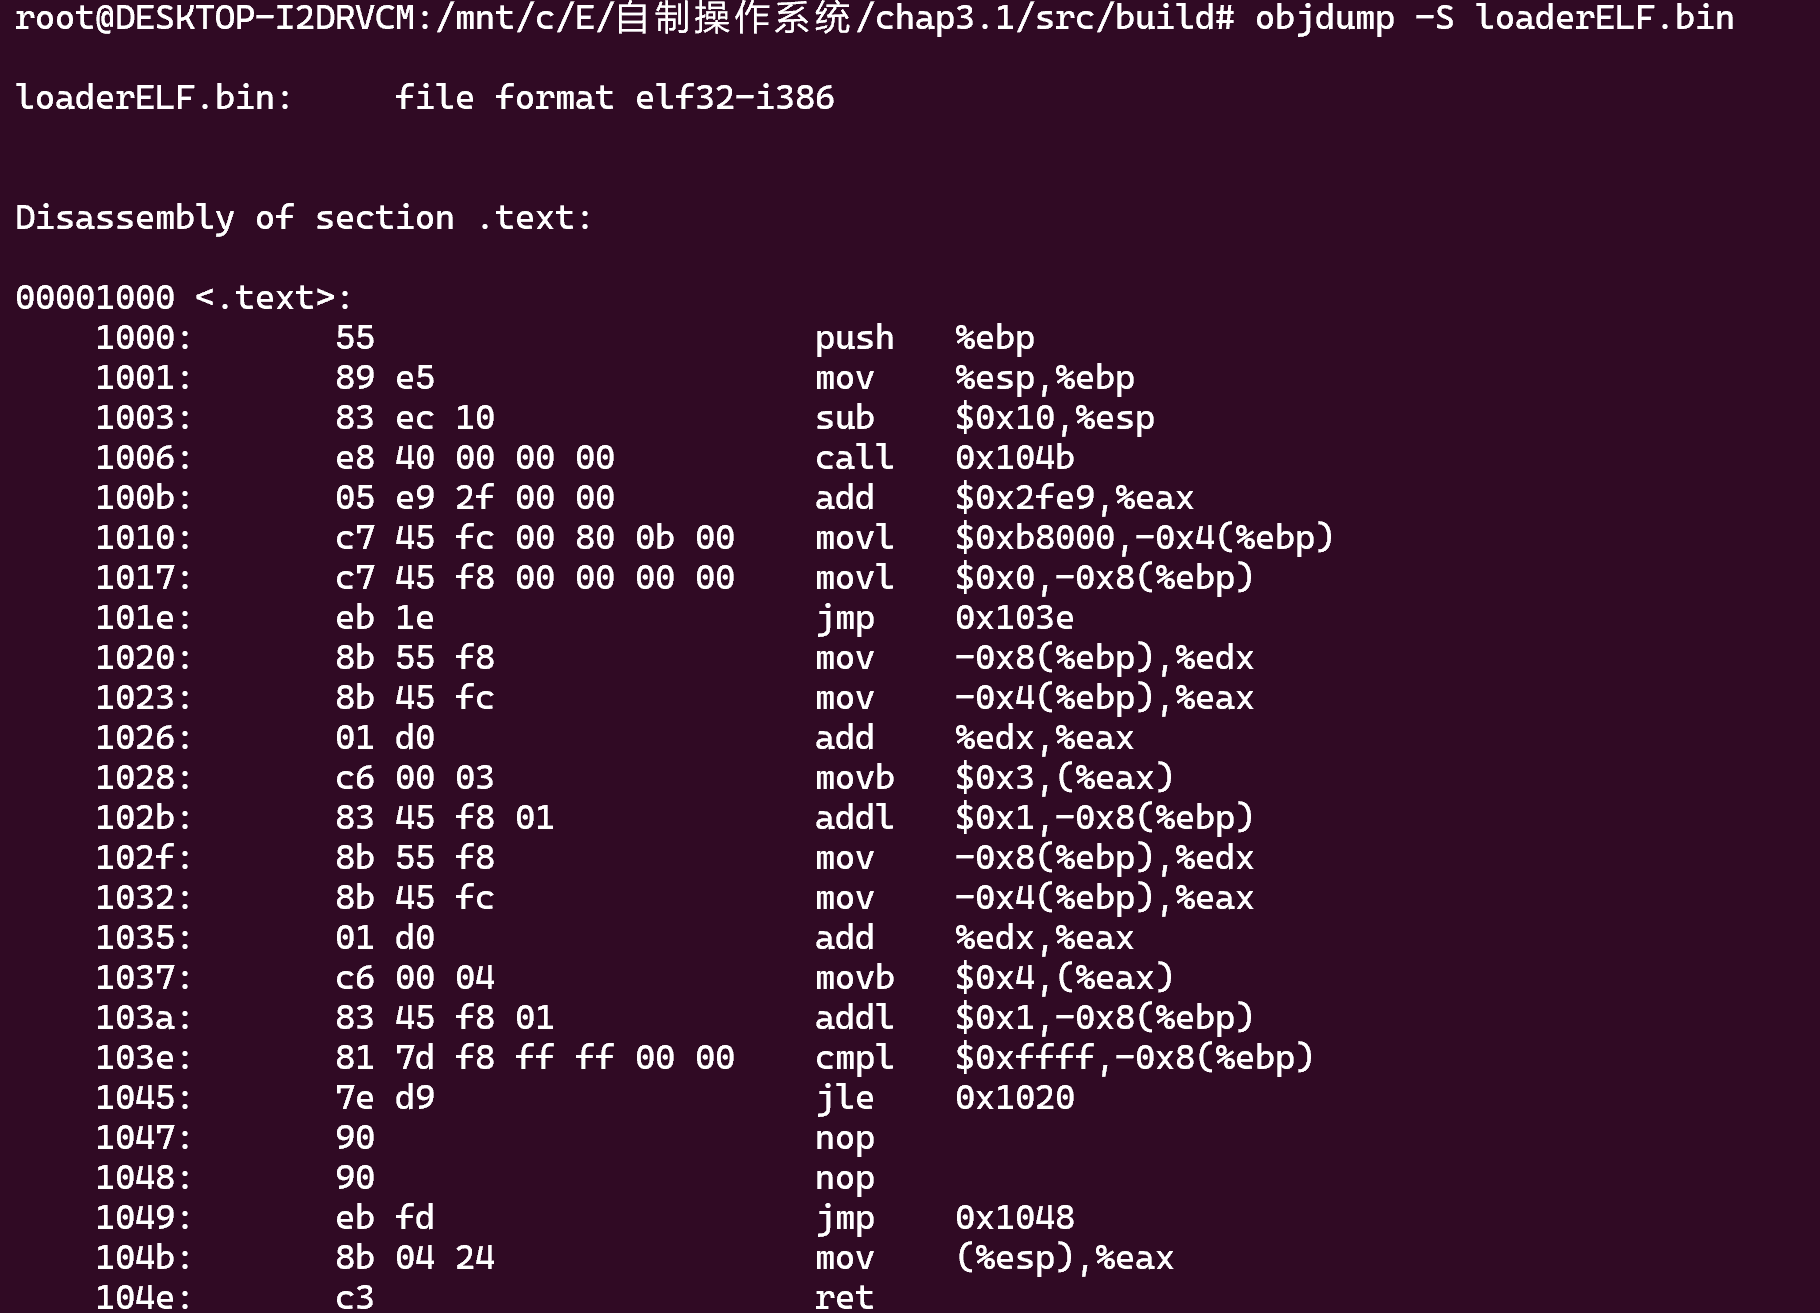 root@DESKTOP-I2DRVCM:/mnt/c/E/自制操作系统/chap3.1/src/build# objdump -S loaderELF.bin
loaderELF.bin:     file format elf32-i386
Disassembly of section .text:
00001000 <.text>:
    1000:       55                      push   %ebp
    1001:       89 e5                   mov    %esp,%ebp
    1003:       83 ec 10                sub    $0x10,%esp
    1006:       e8 40 00 00 00          call   0x104b
    100b:       05 e9 2f 00 00          add    $0x2fe9,%eax
    1010:       c7 45 fc 00 80 0b 00    movl   $0xb8000,-0x4(%ebp)
    1017:       c7 45 f8 00 00 00 00    movl   $0x0,-0x8(%ebp)
    101e:       eb 1e                   jmp    0x103e
    1020:       8b 55 f8                mov    -0x8(%ebp),%edx
    1023:       8b 45 fc                mov    -0x4(%ebp),%eax
    1026:       01 d0                   add    %edx,%eax
    1028:       c6 00 03                movb   $0x3,(%eax)
    102b:       83 45 f8 01             addl   $0x1,-0x8(%ebp)
    102f:       8b 55 f8                mov    -0x8(%ebp),%edx
    1032:       8b 45 fc                mov    -0x4(%ebp),%eax
    1035:       01 d0                   add    %edx,%eax
    1037:       c6 00 04                movb   $0x4,(%eax)
    103a:       83 45 f8 01             addl   $0x1,-0x8(%ebp)
    103e:       81 7d f8 ff ff 00 00    cmpl   $0xffff,-0x8(%ebp)
    1045:       7e d9                   jle    0x1020
    1047:       90                      nop
    1048:       90                      nop
    1049:       eb fd                   jmp    0x1048
    104b:       8b 04 24                mov    (%esp),%eax
    104e:       c3                      ret